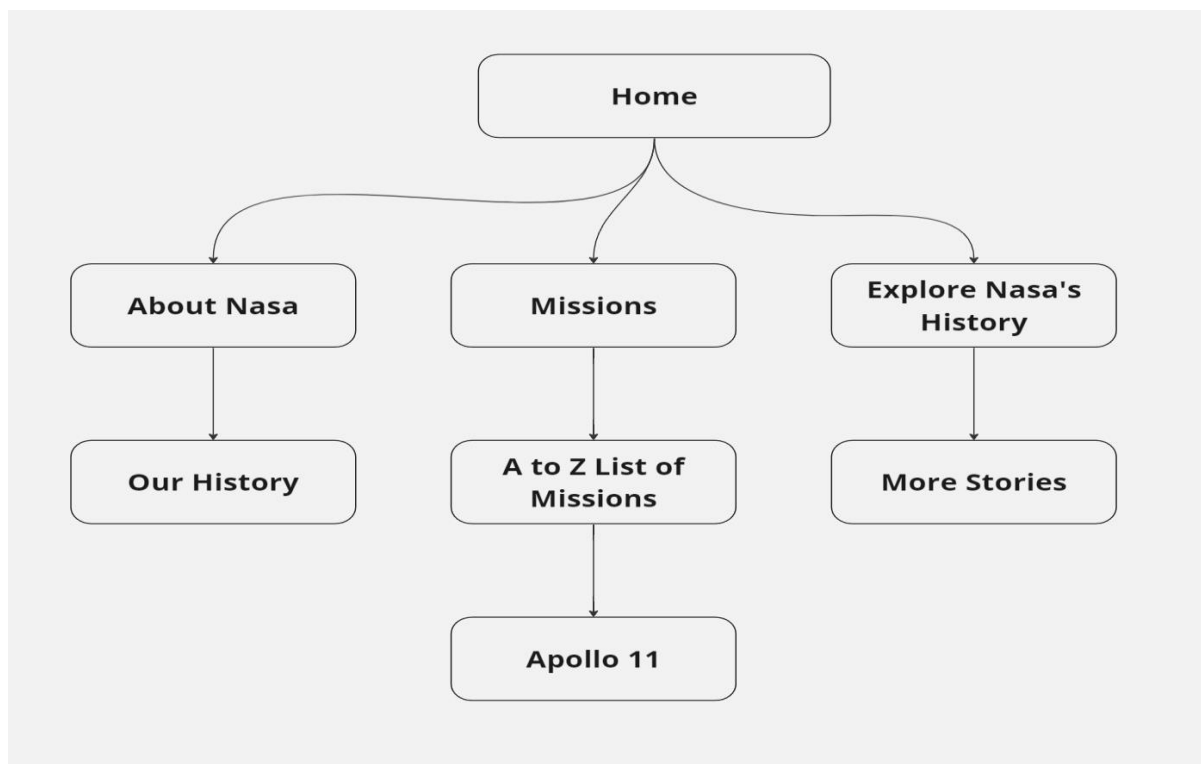 Home
About Nasa
Missions
Explore Nasa's
History
Our History
A to Z List of
Missions
More Stories
Apollo 11